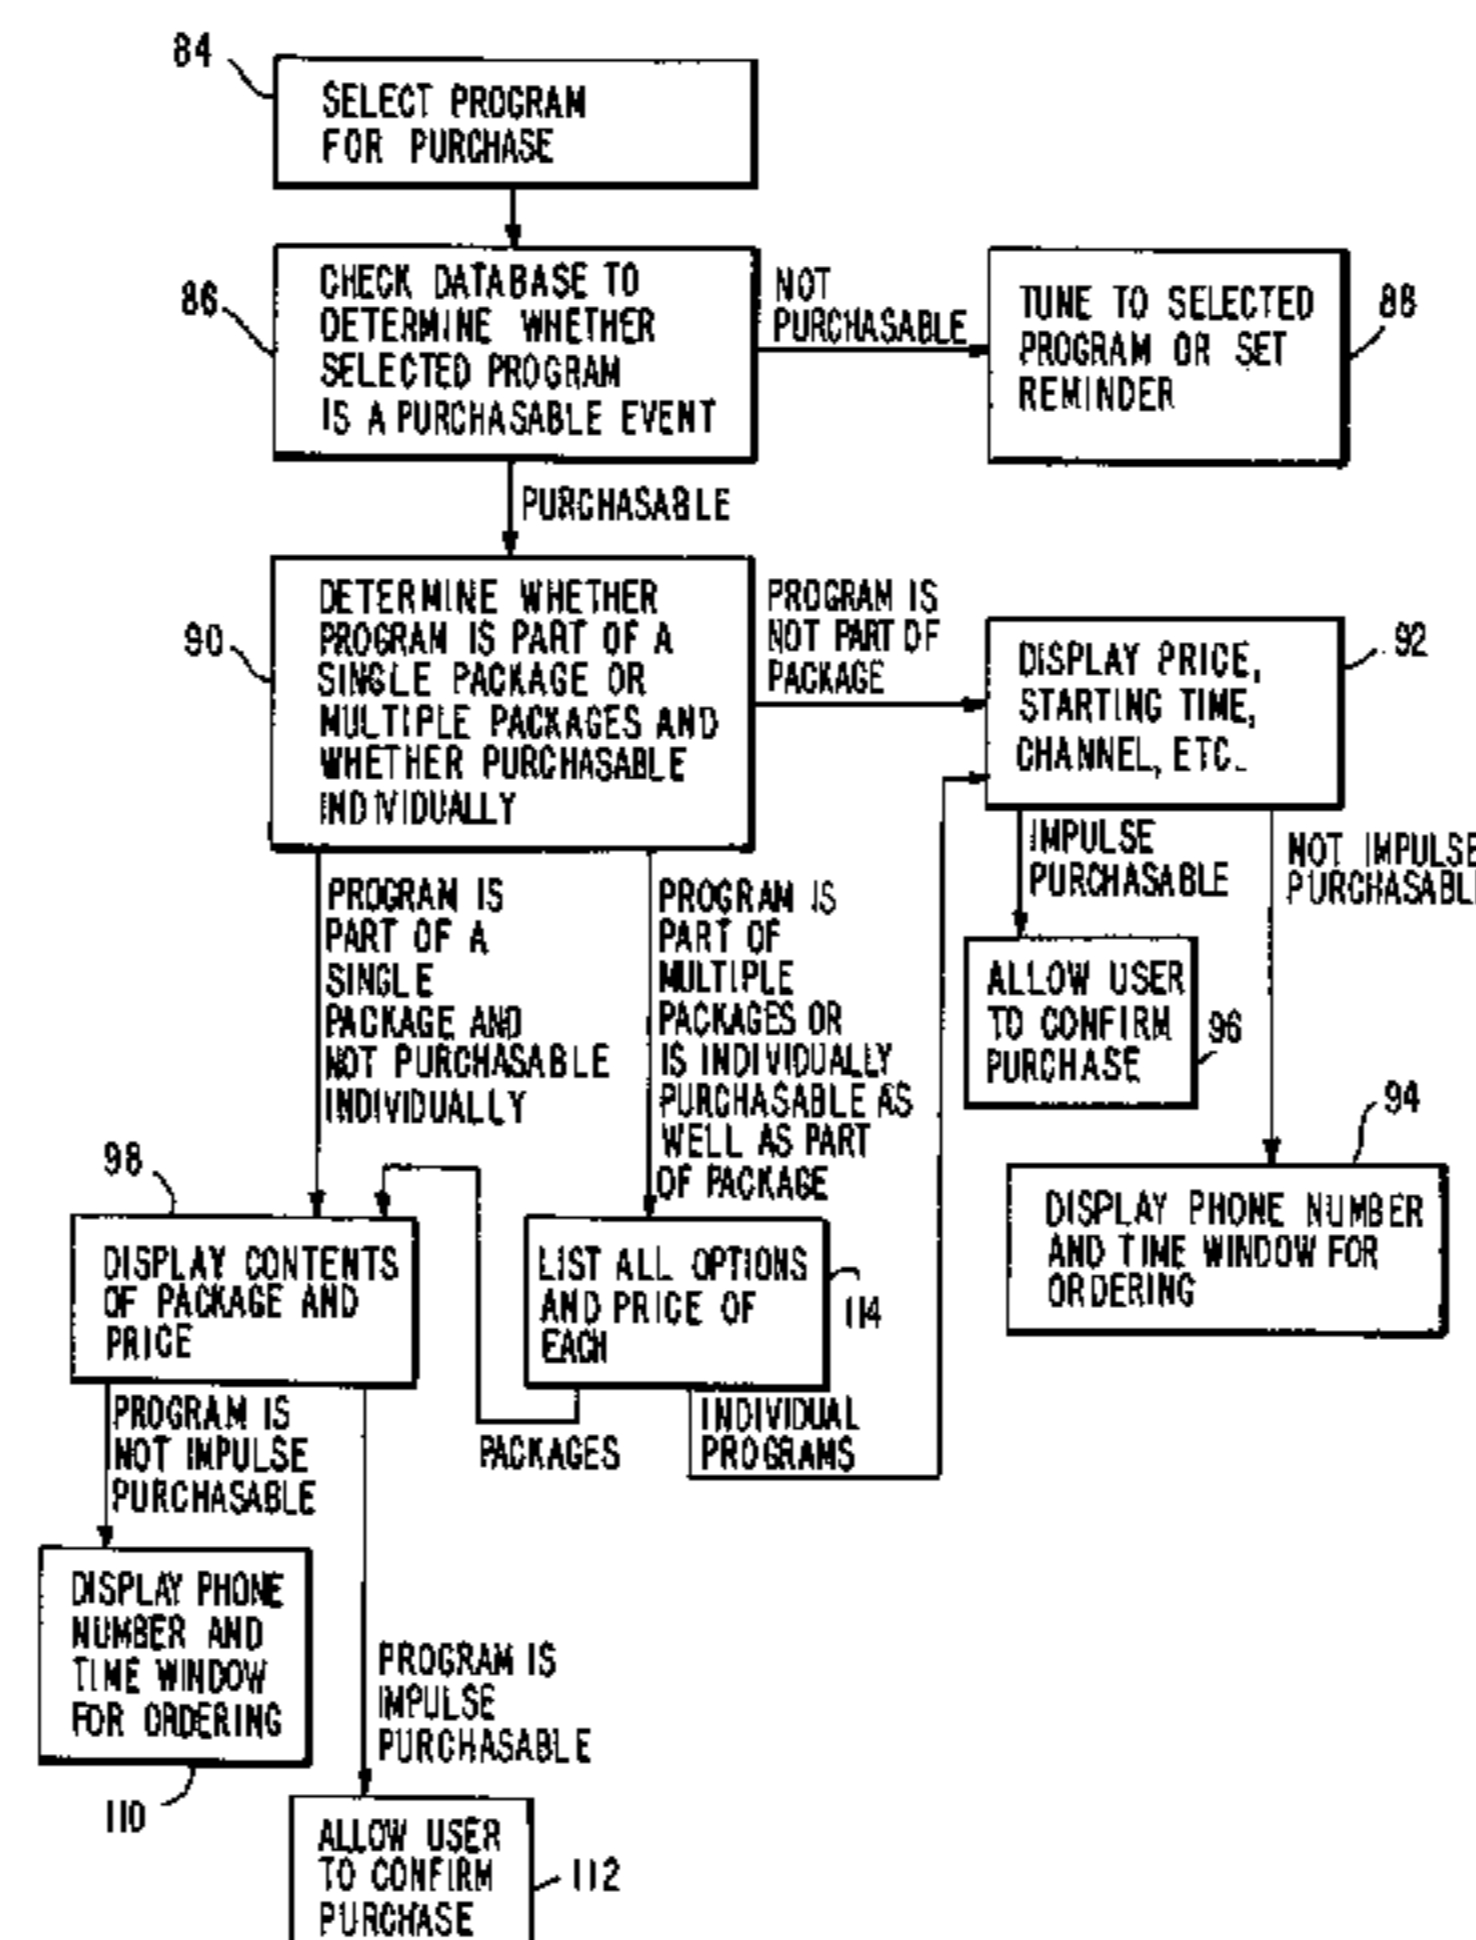 84
SELECT PROGRAM
FOR PURCHASE
86
CHECK DATABASE TO
DETERMINE WHETHER
SELECTED PROGRAM
IS A PURCHASABLE EVENT
NOT
PURCHASABLE
TUNE TO SELECTED
PROGRAM OR SET
REMINDER
88
PURCHASABLE
90
DETERMINE WHETHER
PROGRAM IS PART OF A
SINGLE PACKAGE OR
MULTIPLE PACKAGES AND
WHETHER PURCHASABLE
INDIVIDUALLY
PROGRAM IS
NOT PART OF
PACKAGE
DISPLAY PRICE,
STARTING TIME,
CHANNEL, ETC.
92
IMPULSE
PURCHASABLE
NOT IMPULSE
PURCHASABL
ALLOW USER
TO CONFIRM
PURCHASE
96
94
DISPLAY PHONE NUMBER
AND TIME WINDOW FOR
ORDERING
PROGRAM IS
PART OF A
SINGLE
PACKAGE AND
NOT PURCHASABLE
INDIVIDUALLY
PROGRAM IS
PART OF
MULTIPLE
PACKAGES OR
IS INDIVIDUALLY
PURCHASABLE AS
WELL AS PART
OF PACKAGE
98
DISPLAY CONTENTS
OF PACKAGE AND
PRICE
LIST ALL OPTIONS
AND PRICE OF
EACH
114
PACKAGES
INDIVIDUAL
PROGRAMS
PROGRAM IS
NOT IMPULSE
PURCHASABLE
DISPLAY PHONE
NUMBER AND
TIME WINDOW
FOR ORDERING
110
PROGRAM IS
IMPULSE
PURCHASABLE
ALLOW USER
TO CONFIRM
PURCHASE
112